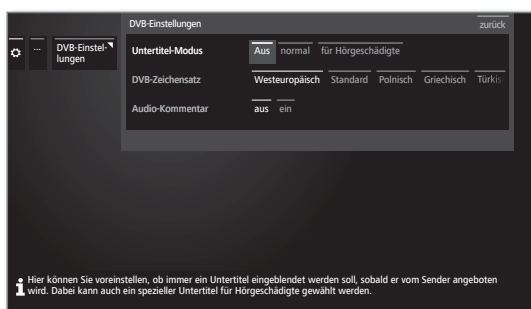 DVB-Einstellungen zurück
... DVB-Einstel-
lungen
Untertitel-Modus Aus normal für Hörgeschädigte
DVB-Zeichensatz Westeuropäisch Standard Polnisch Griechisch Türkis
Audio-Kommentar aus ein
Hier können Sie voreinstellen, ob immer ein Untertitel eingeblendet werden soll, sobald er vom Sender angeboten
wird. Dabei kann auch ein spezieller Untertitel für Hörgeschädigte gewählt werden.